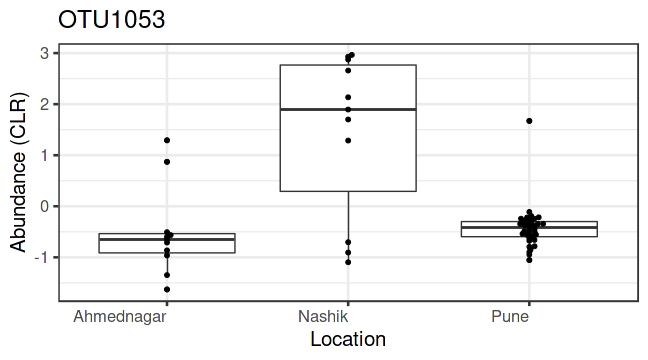 OTU1053
3
2
1
0
-1
Abundance (CLR)
Ahmednagar
Nashik
Pune
Location